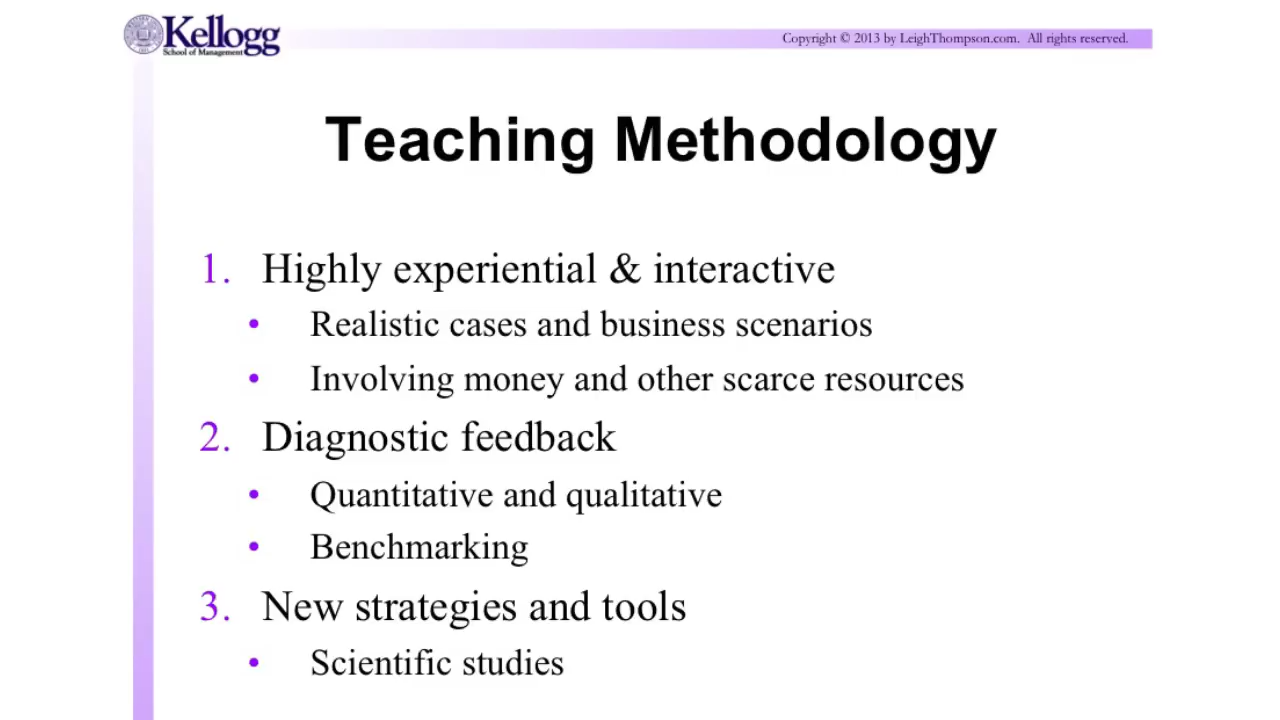 Kellogg
School of Management
Copyright © 2013 by LeighThompson.com. All rights reserved.
Teaching Methodology
1. Highly experiential & interactive
• Realistic cases and business scenarios
• Involving money and other scarce resources
2. Diagnostic feedback
• Quantitative and qualitative
• Benchmarking
3. New strategies and tools
• Scientific studies